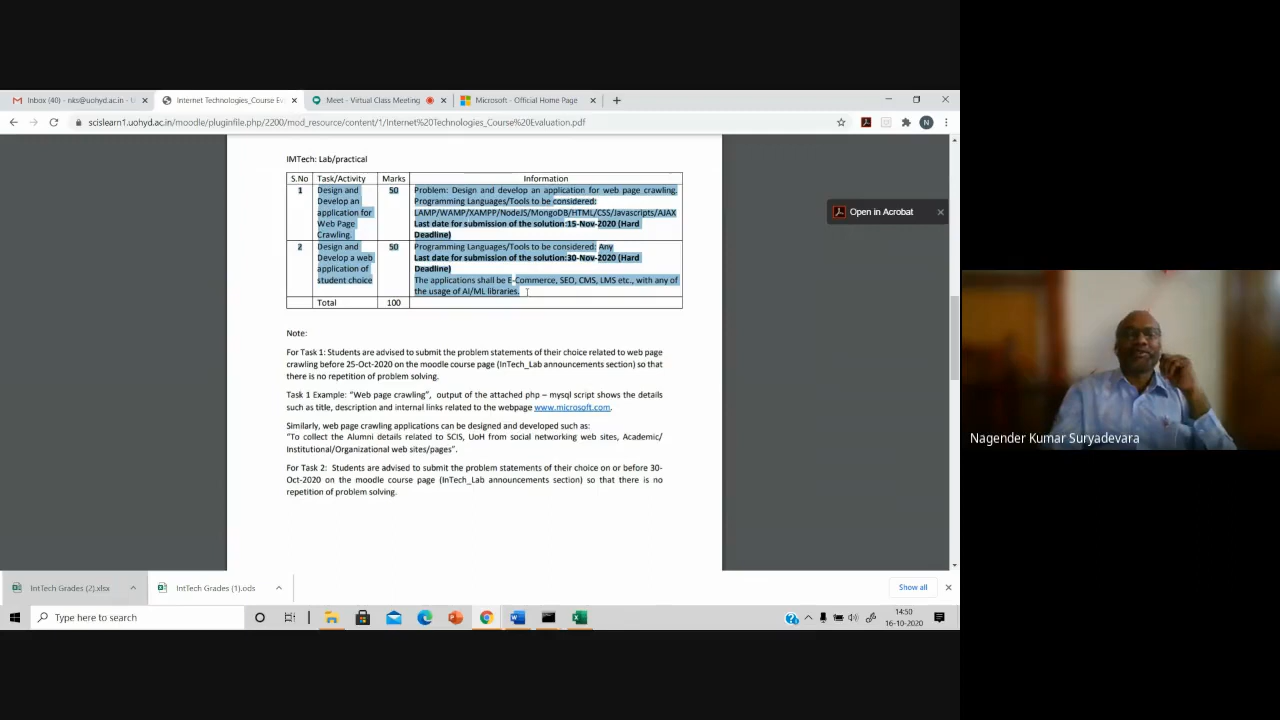 Inbox (40) - nks@uohyd.ac.in - U
Internet Technologies_Course Ev
Meet - Virtual Class Meeting
Microsoft - Official Home Page
scislearn1.uohyd.ac.in/moodle/pluginfile.php/2200/mod_resource/content/1/Internet%20Technologies_Course%20Evaluation.pdf
N
Open in Acrobat
IMTech: Lab/practical
S.No Task/Activity Marks Information
1 Design and Develop an application for Web Page Crawling. 50 Problem: Design and develop an application for web page crawling.
Programming Languages/Tools to be considered:
LAMP/WAMP/XAMPP/NodeJS/MongoDB/HTML/CSS/Javascripts/AJAX
Last date for submission of the solution:15-Nov-2020 (Hard
Deadline)
2 Design and Develop a web application of student choice 50 Programming Languages/Tools to be considered: Any
Last date for submission of the solution:30-Nov-2020 (Hard
Deadline)
The applications shall be E-Commerce, SEO, CMS, LMS etc., with any of
the usage of AI/ML libraries.
Total 100
Note:
For Task 1: Students are advised to submit the problem statements of their choice related to web page
crawling before 25-Oct-2020 on the moodle course page (InTech_Lab announcements section) so that
there is no repetition of problem solving.
Task 1 Example: “Web page crawling”, output of the attached php – mysql script shows the details
such as title, description and internal links related to the webpage www.microsoft.com.
Similarly, web page crawling applications can be designed and developed such as:
“To collect the Alumni details related to SCIS, UoH from social networking web sites, Academic/
Institutional/Organizational web sites/pages”.
For Task 2: Students are advised to submit the problem statements of their choice on or before 30-
Oct-2020 on the moodle course page (InTech_Lab announcements section) so that there is no
repetition of problem solving.
Nagender Kumar Suryadevara
IntTech Grades (2).xlsx
IntTech Grades (1).ods
Show all
Type here to search
14:50
16-10-2020